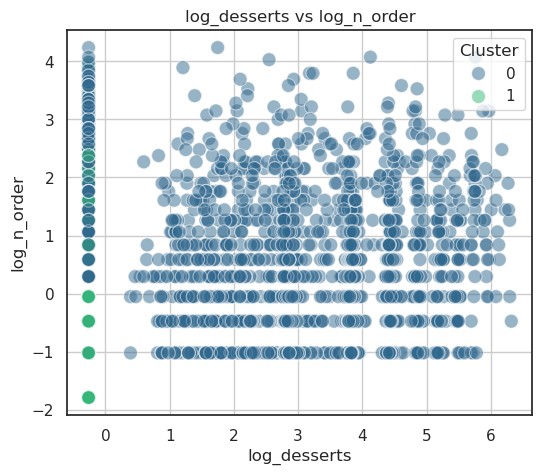 log_desserts vs log_n_order
Cluster
0
1
log_n_order
4
3
2
1
0
−1
−2
0 1 2 3 4 5 6
log_desserts